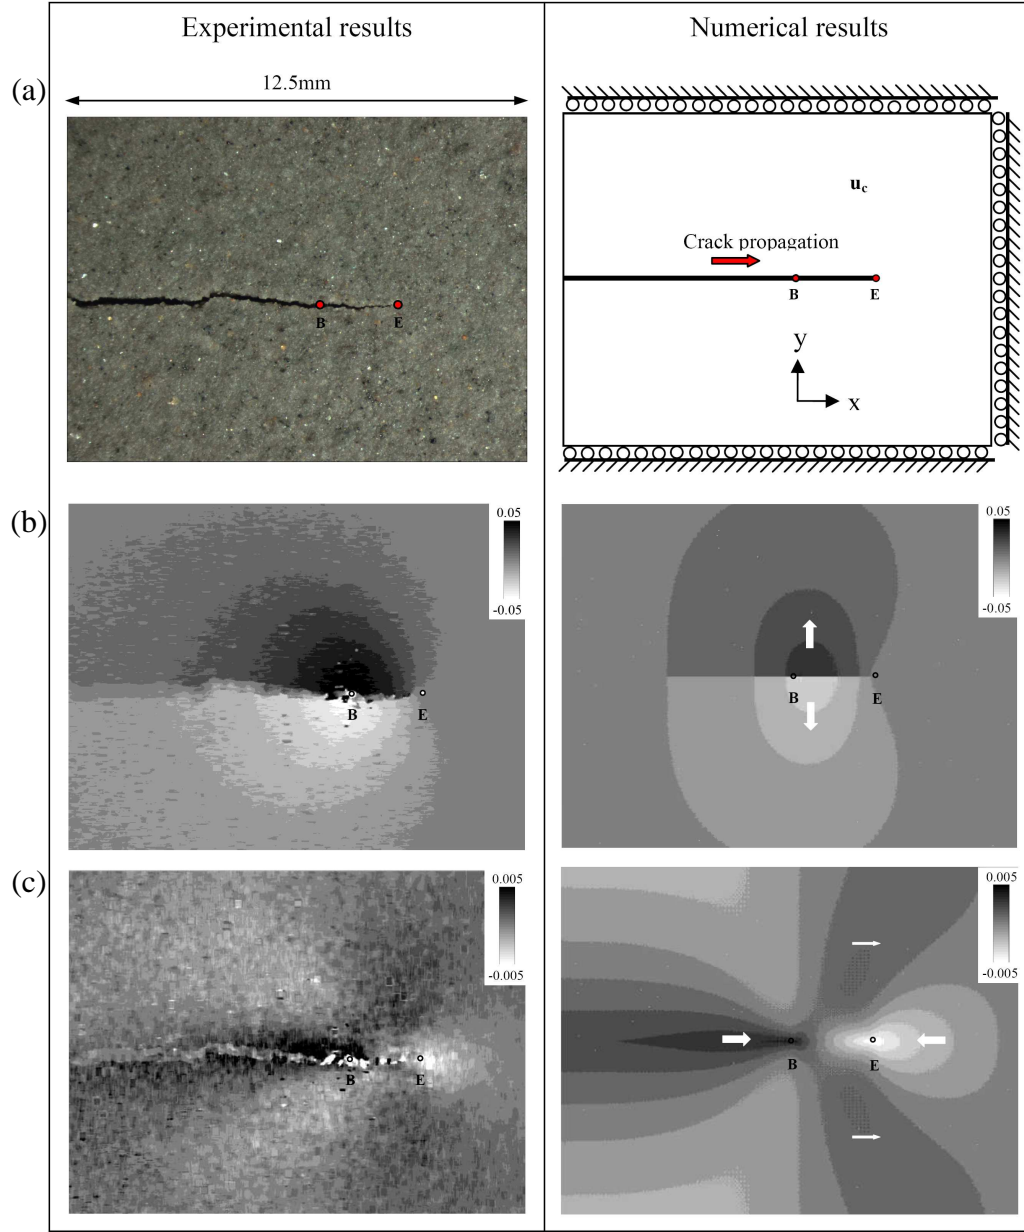 Experimental results
Numerical results
(a)
12.5mm
B
E
u_c
Crack propagation
B
E
y
x
(b)
0.05
-0.05
B
E
0.05
-0.05
B
E
(c)
0.005
-0.005
B
E
0.005
-0.005
B
E